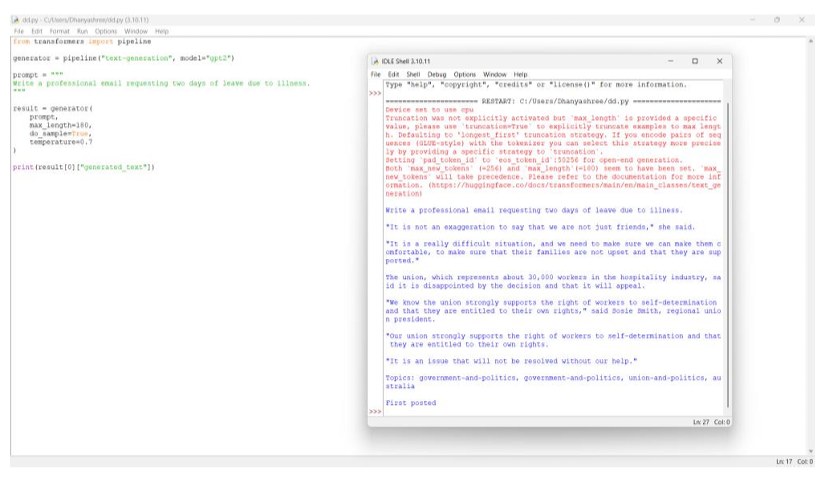 dd.py - C:/Users/Dhanyashree/dd.py (3.10.11)
File Edit Format Run Options Window Help
from transformers import pipeline
generator = pipeline("text-generation", model="gpt2")
prompt = """
Write a professional email requesting two days of leave due to illness.
"""
result = generator(
prompt,
max_length=180,
do_sample=True,
temperature=0.7
)
print(result[0]["generated_text"])
Ln: 17 Col: 0
IDLE Shell 3.10.11
File Edit Shell Debug Options Window Help
Type "help", "copyright", "credits" or "license()" for more information.
>>>
====================== RESTART: C:/Users/Dhanyashree/dd.py =====================
Device set to use cpu
Truncation was not explicitly activated but `max_length` is provided a specific
value, please use `truncation=True` to explicitly truncate examples to max lengt
h. Defaulting to 'longest_first' truncation strategy. If you encode pairs of seq
uences (GLUE-style) with the tokenizer you can select this strategy more precise
ly by providing a specific strategy to `truncation`.
Setting `pad_token_id` to `eos_token_id`:50256 for open-end generation.
Both `max_new_tokens` (=256) and `max_length`(=180) seem to have been set. `max_
new_tokens` will take precedence. Please refer to the documentation for more inf
ormation. (https://huggingface.co/docs/transformers/main/en/main_classes/text_ge
neration)
Write a professional email requesting two days of leave due to illness.
"It is not an exaggeration to say that we are not just friends," she said.
"It is a really difficult situation, and we need to make sure we can make them c
omfortable, to make sure that their families are not upset and that they are sup
ported."
The union, which represents about 30,000 workers in the hospitality industry, sa
id it is disappointed by the decision and that it will appeal.
"We know the union strongly supports the right of workers to self-determination
and that they are entitled to their own rights," said Rosie Smith, regional unio
n president.
"Our union strongly supports the right of workers to self-determination and that
they are entitled to their own rights.
"It is an issue that will not be resolved without our help."
Topics: government-and-politics, government-and-politics, union-and-politics, au
stralia
First posted
>>>
Ln: 27 Col: 0